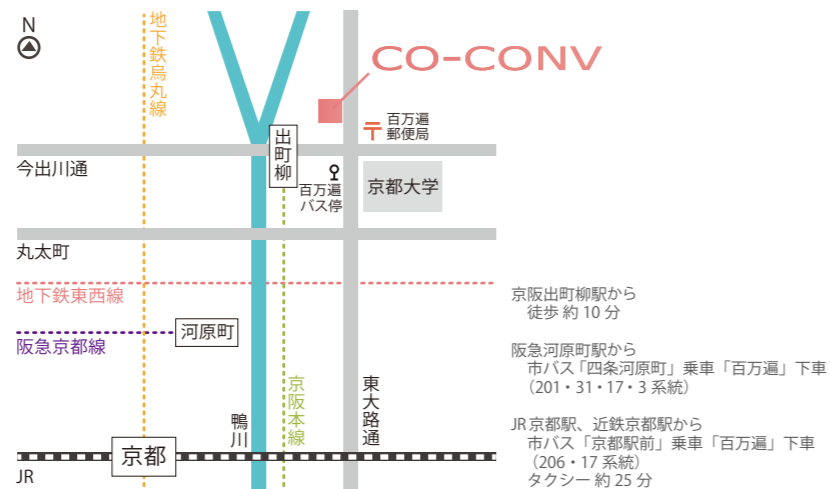 N
地下鉄烏丸線
CO-CONV
百万遍
郵便局
出町柳
今出川通
百万遍
バス停
京都大学
丸太町
地下鉄東西線
河原町
阪急京都線
京阪本線
東大路通
鴨川
京都
JR
京阪出町柳駅から
徒歩 約 10 分
阪急河原町駅から
市バス「四条河原町」乗車「百万遍」下車
（201・31・17・3 系統）
JR 京都駅、近鉄京都駅から
市バス「京都駅前」乗車「百万遍」下車
（206・17 系統）
タクシー 約 25 分